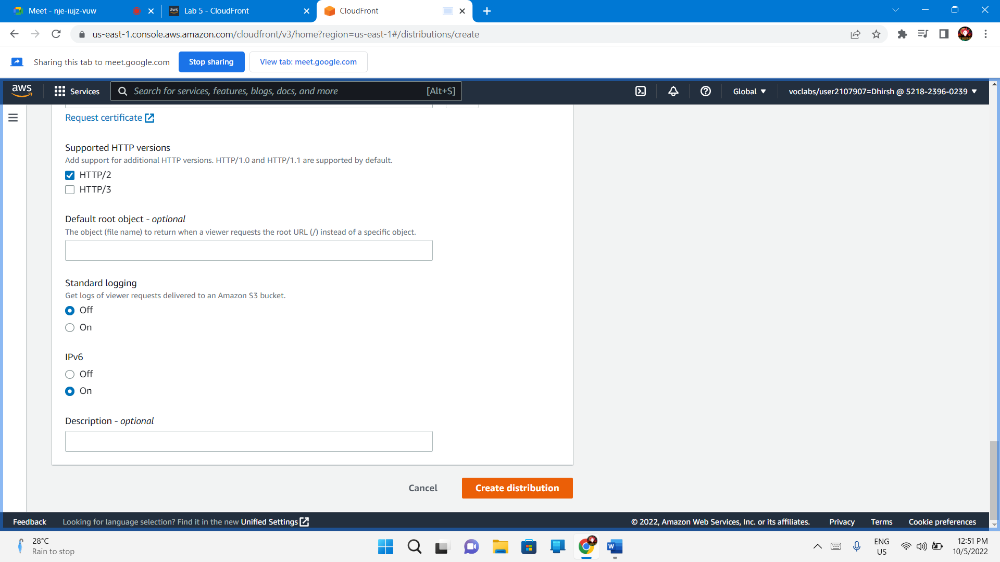 Meet - nje-iujz-vuw
aws Lab 5 - CloudFront
CloudFront
us-east-1.console.aws.amazon.com/cloudfront/v3/home?region=us-east-1#/distributions/create
Sharing this tab to meet.google.com
Stop sharing
View tab: meet.google.com
aws
Services
Search for services, features, blogs, docs, and more
[Alt+S]
Global
voclabs/user2107907=Dhirsh @ 5218-2396-0239
Request certificate
Supported HTTP versions
Add support for additional HTTP versions. HTTP/1.0 and HTTP/1.1 are supported by default.
HTTP/2
HTTP/3
Default root object - optional
The object (file name) to return when a viewer requests the root URL (/) instead of a specific object.
Standard logging
Get logs of viewer requests delivered to an Amazon S3 bucket.
Off
On
IPv6
Off
On
Description - optional
Cancel
Create distribution
Feedback
Looking for language selection? Find it in the new Unified Settings
© 2022, Amazon Web Services, Inc. or its affiliates.
Privacy
Terms
Cookie preferences
28°C
Rain to stop
W
ENG
US
12:51 PM
10/5/2022